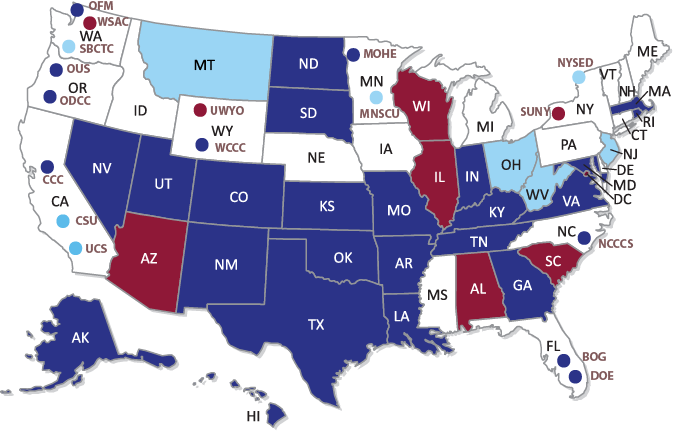 OFM
WSAC
WA
SBCTC
OUS
OR
ODCC
MT
ID
ND
MOHE
MN
MNSCU
SD
UWYO
WY
WCCC
WI
MI
NYSED
SUNY
NY
VT
NH
ME
MA
RI
CT
NJ
PA
DE
MD
DC
NE
IA
IL
IN
OH
WV
VA
KY
NV
UT
CO
KS
MO
CCC
CA
CSU
UCS
AZ
NM
OK
AR
TN
NC
NCCCS
SC
MS
AL
GA
TX
LA
FL
BOG
DOE
AK
HI